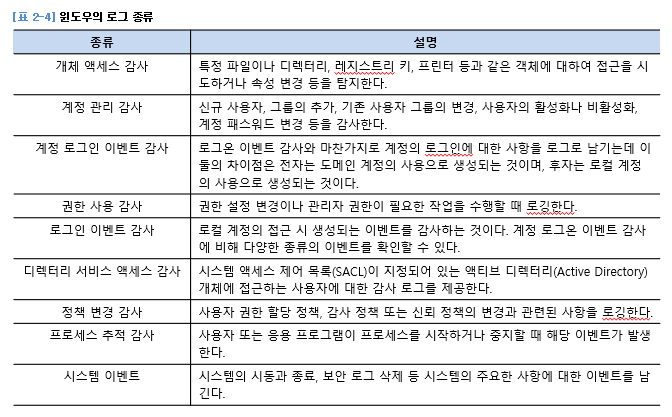 [표 2-4] 윈도우의 로그 종류
종류 설명
개체 액세스 감사 특정 파일이나 디렉터리, 레지스트리 키, 프린터 등과 같은 객체에 대하여 접근을 시
도하거나 속성 변경 등을 탐지한다.
계정 관리 감사 신규 사용자, 그룹의 추가, 기존 사용자 그룹의 변경, 사용자의 활성화나 비활성화,
계정 패스워드 변경 등을 감사한다.
계정 로그인 이벤트 감사 로그온 이벤트 감사와 마찬가지로 계정의 로그인에 대한 사항을 로그로 남기는데 이
둘의 차이점은 전자는 도메인 계정의 사용으로 생성되는 것이며, 후자는 로컬 계정
의 사용으로 생성되는 것이다.
권한 사용 감사 권한 설정 변경이나 관리자 권한이 필요한 작업을 수행할 때 로깅한다.
로그인 이벤트 감사 로컬 계정의 접근 시 생성되는 이벤트를 감사하는 것이다. 계정 로그온 이벤트 감사
에 비해 다양한 종류의 이벤트를 확인할 수 있다.
디렉터리 서비스 액세스 감사 시스템 액세스 제어 목록(SACL)이 지정되어 있는 액티브 디렉터리(Active Directory)
개체에 접근하는 사용자에 대한 감사 로그를 제공한다.
정책 변경 감사 사용자 권한 할당 정책, 감사 정책 또는 신뢰 정책의 변경과 관련된 사항을 로깅한다.
프로세스 추적 감사 사용자 또는 응용 프로그램이 프로세스를 시작하거나 중지할 때 해당 이벤트가 발생
한다.
시스템 이벤트 시스템의 시동과 종료, 보안 로그 삭제 등 시스템의 주요한 사항에 대한 이벤트를 남
긴다.